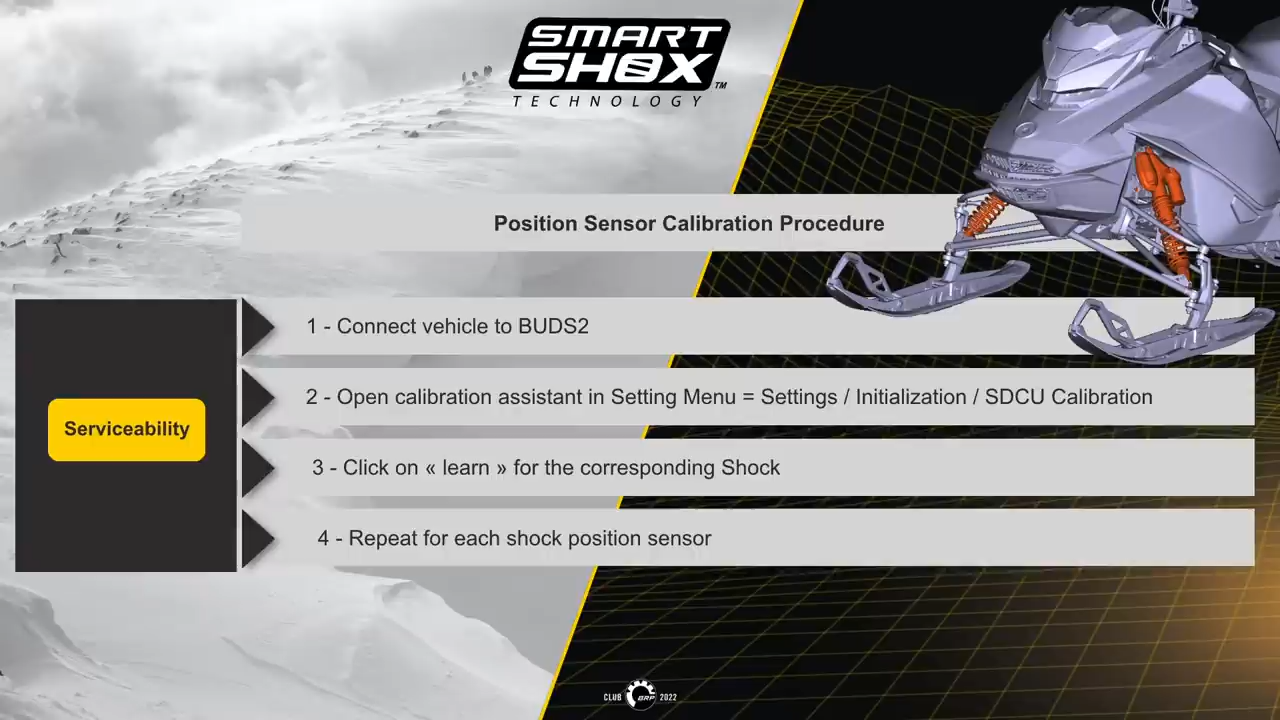 SMART
SHOX
TM
TECHNOLOGY
Position Sensor Calibration Procedure
1 - Connect vehicle to BUDS2
2 - Open calibration assistant in Setting Menu = Settings / Initialization / SDCU Calibration
Serviceability
3 - Click on « learn » for the corresponding Shock
4 - Repeat for each shock position sensor
CLUB BRP 2022